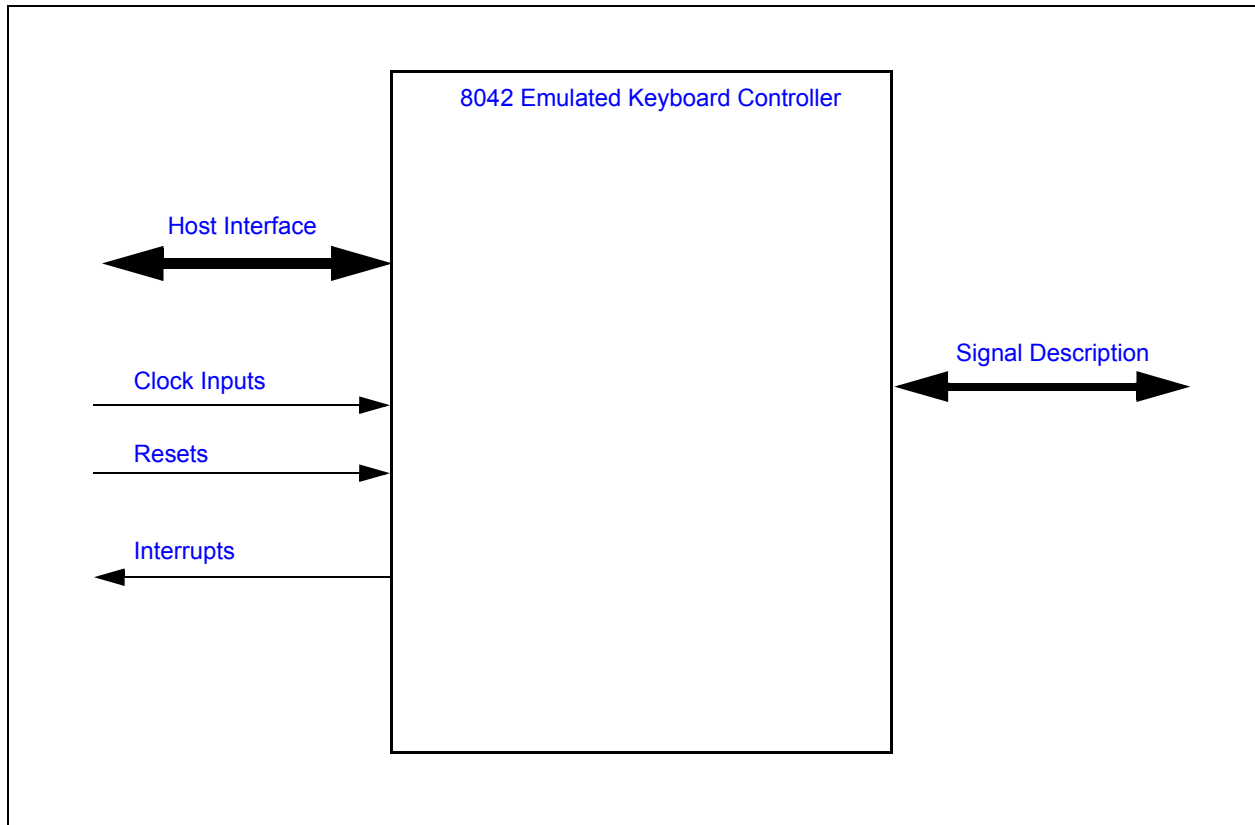 8042 Emulated Keyboard Controller
Host Interface
Signal Description
Clock Inputs
Resets
Interrupts